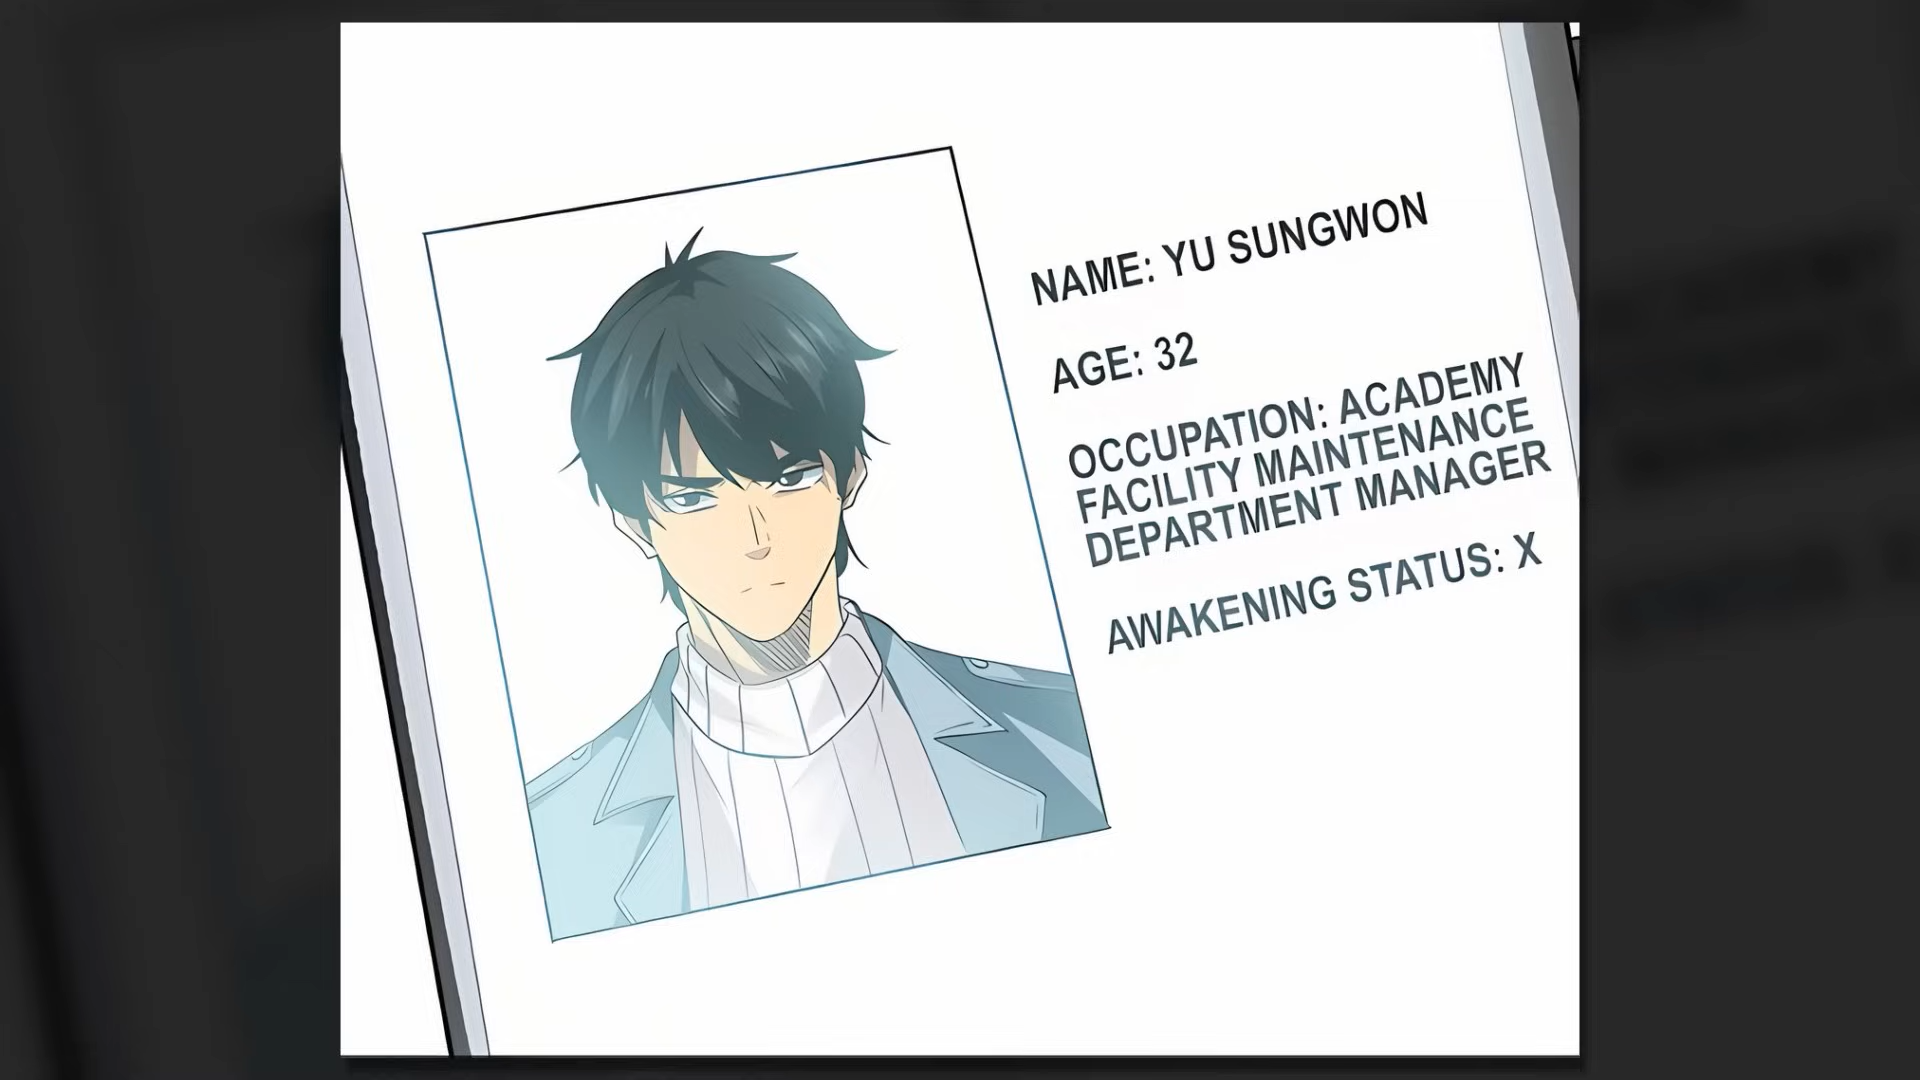 NAME: YU SUNGWON
AGE: 32
OCCUPATION: ACADEMY
FACILITY MAINTENANCE
DEPARTMENT MANAGER
AWAKENING STATUS: X